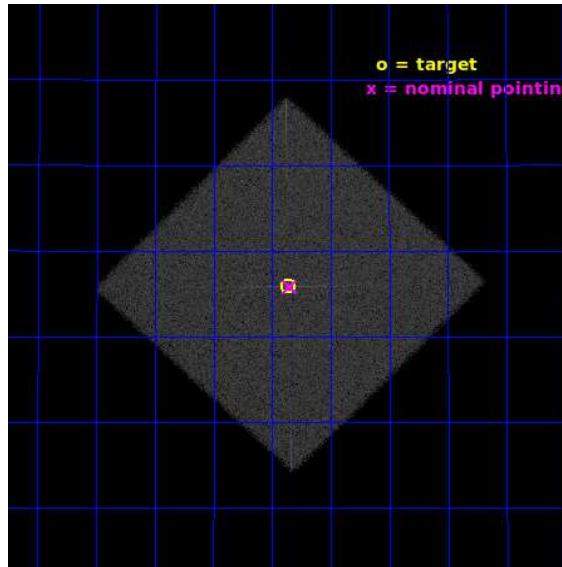 o = target
x = nominal pointin